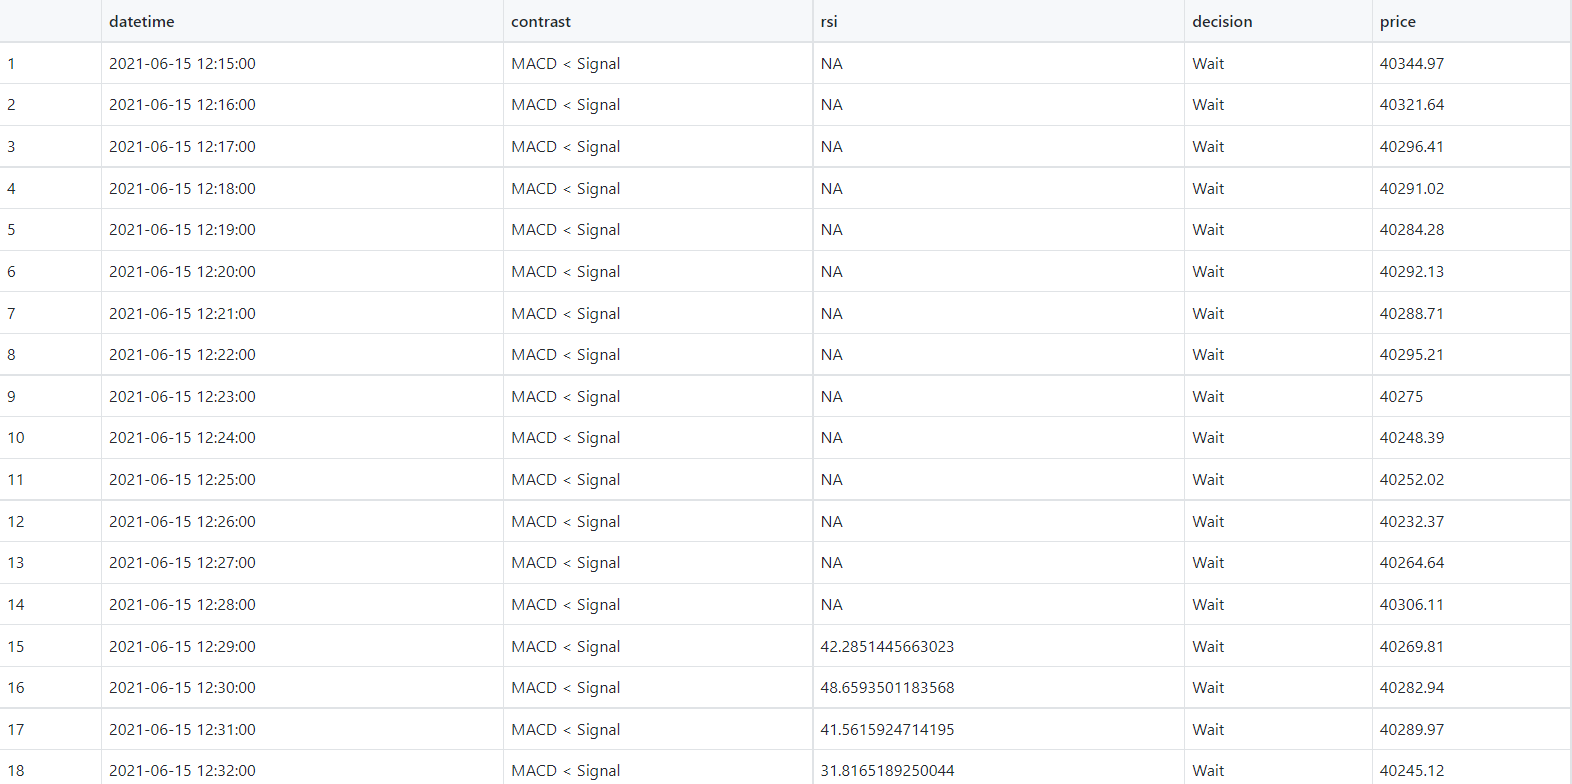 datetime contrast rsi decision price
1 2021-06-15 12:15:00 MACD < Signal NA Wait 40344.97
2 2021-06-15 12:16:00 MACD < Signal NA Wait 40321.64
3 2021-06-15 12:17:00 MACD < Signal NA Wait 40296.41
4 2021-06-15 12:18:00 MACD < Signal NA Wait 40291.02
5 2021-06-15 12:19:00 MACD < Signal NA Wait 40284.28
6 2021-06-15 12:20:00 MACD < Signal NA Wait 40292.13
7 2021-06-15 12:21:00 MACD < Signal NA Wait 40288.71
8 2021-06-15 12:22:00 MACD < Signal NA Wait 40295.21
9 2021-06-15 12:23:00 MACD < Signal NA Wait 40275
10 2021-06-15 12:24:00 MACD < Signal NA Wait 40248.39
11 2021-06-15 12:25:00 MACD < Signal NA Wait 40252.02
12 2021-06-15 12:26:00 MACD < Signal NA Wait 40232.37
13 2021-06-15 12:27:00 MACD < Signal NA Wait 40264.64
14 2021-06-15 12:28:00 MACD < Signal NA Wait 40306.11
15 2021-06-15 12:29:00 MACD < Signal 42.2851445663023 Wait 40269.81
16 2021-06-15 12:30:00 MACD < Signal 48.6593501183568 Wait 40282.94
17 2021-06-15 12:31:00 MACD < Signal 41.5615924714195 Wait 40289.97
18 2021-06-15 12:32:00 MACD < Signal 31.8165189250044 Wait 40245.12